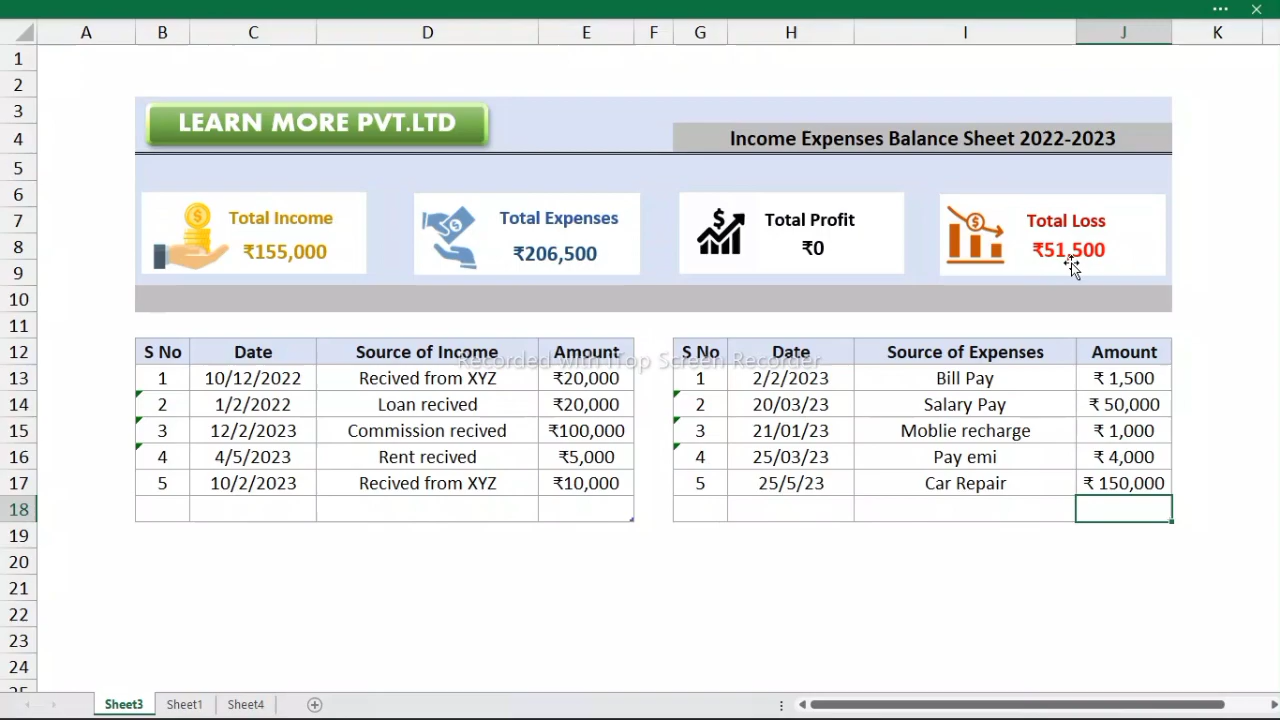 A B C D E F G H I J K
1
2
3
LEARN MORE PVT.LTD
4
Income Expenses Balance Sheet 2022-2023
5
6
7
Total Income
Total Expenses
Total Profit
Total Loss
8
₹155,000
₹206,500
₹0
₹51,500
9
10
11
12 S No Date Source of Income Amount S No Date Source of Expenses Amount
Recorded with iTop Screen Recorder
13 1 10/12/2022 Recived from XYZ ₹20,000 1 2/2/2023 Bill Pay ₹ 1,500
14 2 1/2/2022 Loan recived ₹20,000 2 20/03/23 Salary Pay ₹ 50,000
15 3 12/2/2023 Commission recived ₹100,000 3 21/01/23 Moblie recharge ₹ 1,000
16 4 4/5/2023 Rent recived ₹5,000 4 25/03/23 Pay emi ₹ 4,000
17 5 10/2/2023 Recived from XYZ ₹10,000 5 25/5/23 Car Repair ₹ 150,000
18
19
20
21
22
23
24
Sheet3 Sheet1 Sheet4